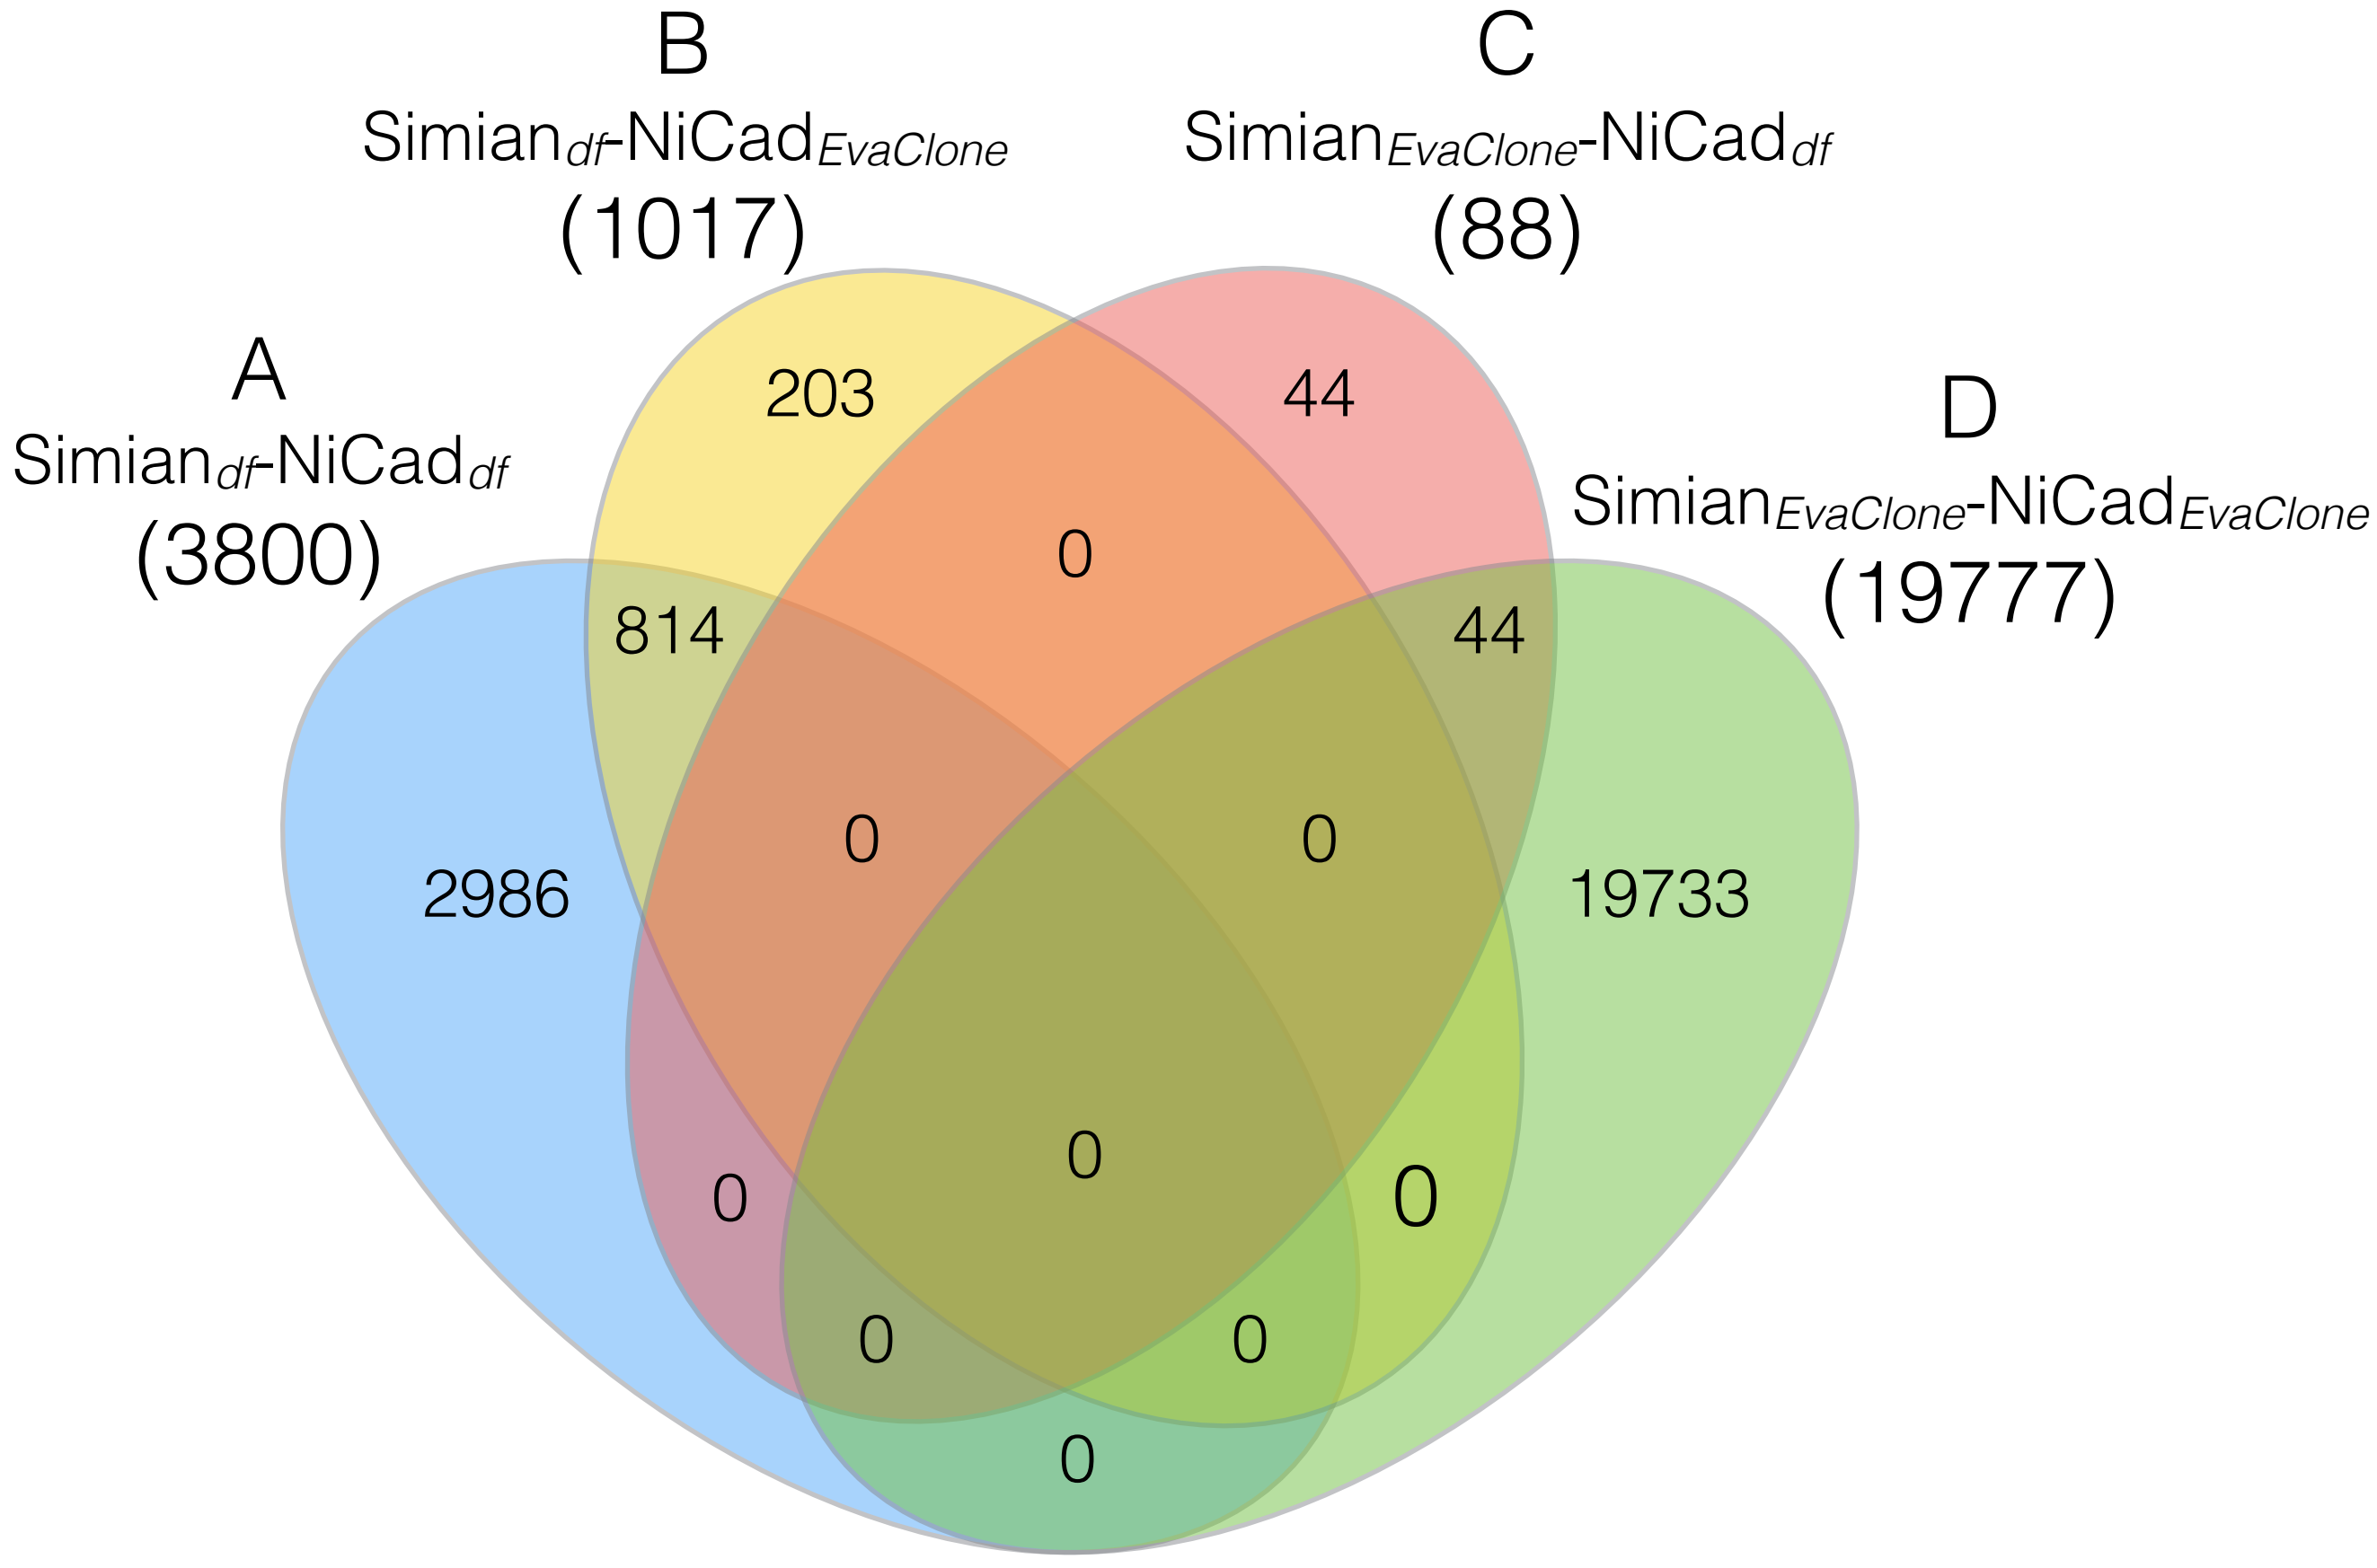 B
Simiandf-NiCadEvaClone
(1017)
C
SimianEvaClone-NiCaddf
(88)
A
Simiandf-NiCaddf
(3800)
D
SimianEvaClone-NiCadEvaClone
(19777)
203
44
0
814
44
0
0
2986
19733
0
0
0
0
0
0